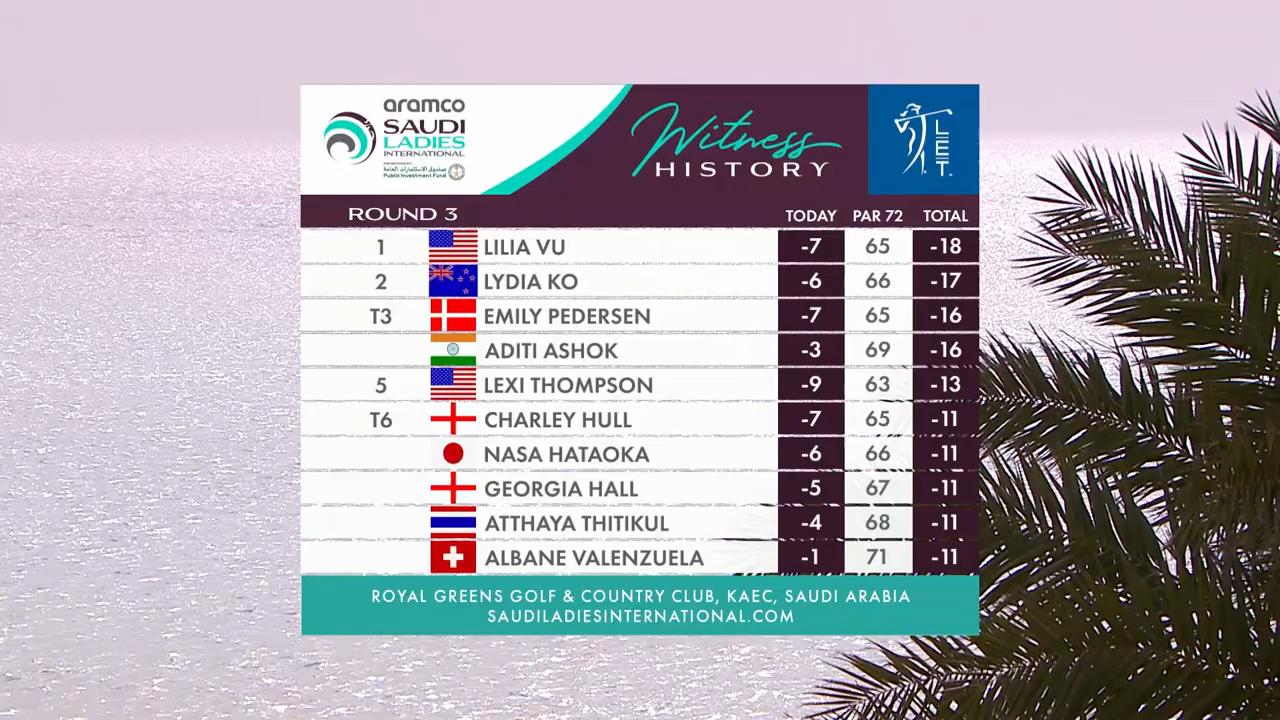 aramco
SAUDI
LADIES
INTERNATIONAL
صندوق الاستثمارات العامة
Public Investment Fund
Witness
HISTORY
LET
ROUND 3 TODAY PAR 72 TOTAL
1 LILIA VU -7 65 -18
2 LYDIA KO -6 66 -17
T3 EMILY PEDERSEN -7 65 -16
ADITI ASHOK -3 69 -16
5 LEXI THOMPSON -9 63 -13
T6 CHARLEY HULL -7 65 -11
NASA HATAOKA -6 66 -11
GEORGIA HALL -5 67 -11
ATTHAYA THITIKUL -4 68 -11
ALBANE VALENZUELA -1 71 -11
ROYAL GREENS GOLF & COUNTRY CLUB, KAEC, SAUDI ARABIA
SAUDILADIESINTERNATIONAL.COM